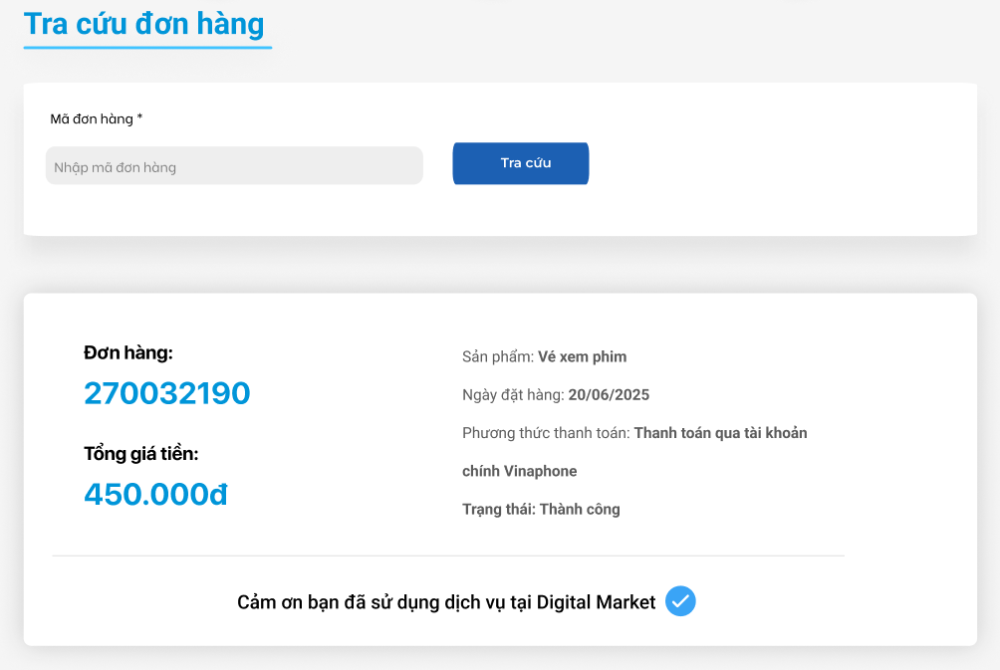 Tra cứu đơn hàng
Mã đơn hàng *
Nhập mã đơn hàng
Tra cứu
Đơn hàng:
270032190
Tổng giá tiền:
450.000đ
Sản phẩm: Vé xem phim
Ngày đặt hàng: 20/06/2025
Phương thức thanh toán: Thanh toán qua tài khoản
chính Vinaphone
Trạng thái: Thành công
Cảm ơn bạn đã sử dụng dịch vụ tại Digital Market